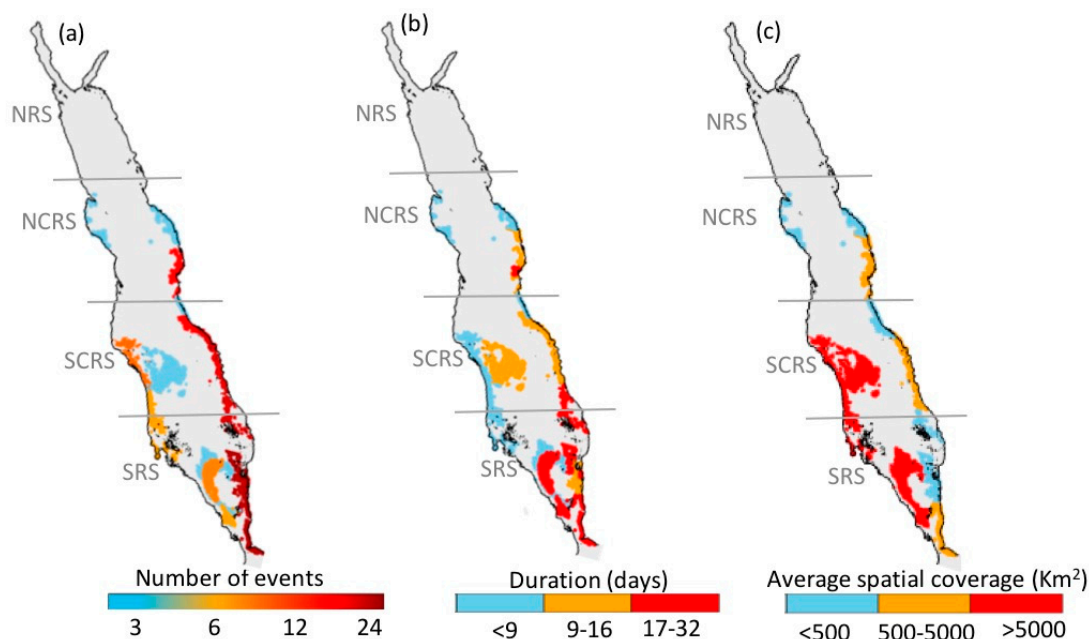 (a)
(b)
(c)
NRS
NRS
NRS
NCRS
NCRS
NCRS
SCRS
SCRS
SCRS
SRS
SRS
SRS
Number of events
3 6 12 24
Duration (days)
<9 9-16 17-32
Average spatial coverage (Km²)
<500 500-5000 >5000